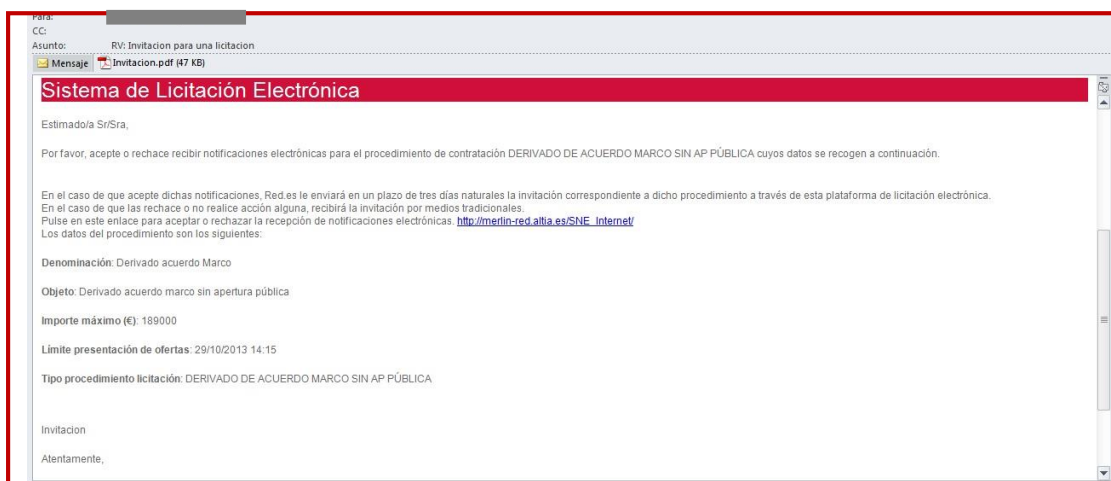 Para:
CC:
Asunto: RV: Invitacion para una licitacion
Mensaje Invitacion.pdf (47 KB)
Sistema de Licitación Electrónica
Estimado/a Sr/Sra,
Por favor, acepte o rechace recibir notificaciones electrónicas para el procedimiento de contratación DERIVADO DE ACUERDO MARCO SIN AP PÚBLICA cuyos datos se recogen a continuación.
En el caso de que acepte dichas notificaciones, Red.es le enviará en un plazo de tres días naturales la invitación correspondiente a dicho procedimiento a través de esta plataforma de licitación electrónica.
En el caso de que las rechace o no realice acción alguna, recibirá la invitación por medios tradicionales.
Pulse en este enlace para aceptar o rechazar la recepción de notificaciones electrónicas. http://merlin-red.altia.es/SNE_Internet/
Los datos del procedimiento son los siguientes:
Denominación: Derivado acuerdo Marco
Objeto: Derivado acuerdo marco sin apertura pública
Importe máximo (€): 189000
Límite presentación de ofertas: 29/10/2013 14:15
Tipo procedimiento licitación: DERIVADO DE ACUERDO MARCO SIN AP PÚBLICA
Invitacion
Atentamente,